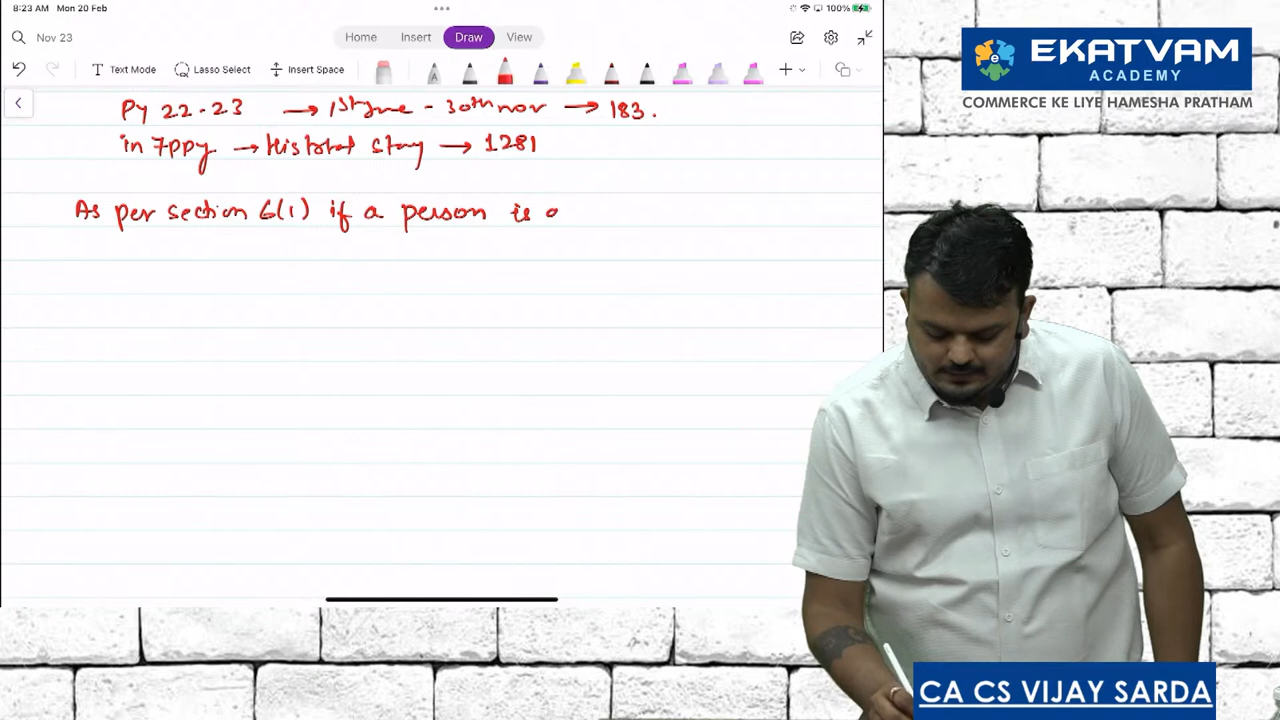 8:23 AM Mon 20 Feb
100%
Nov 23
Home Insert Draw View
Text Mode Lasso Select Insert Space
Py 22-23 → 1st June - 30th nov → 183.
in 7ppy → His total stay → 1281
As per section 6(1) if a person is a
EKATVAM
ACADEMY
COMMERCE KE LIYE HAMESHA PRATHAM
CA CS VIJAY SARDA